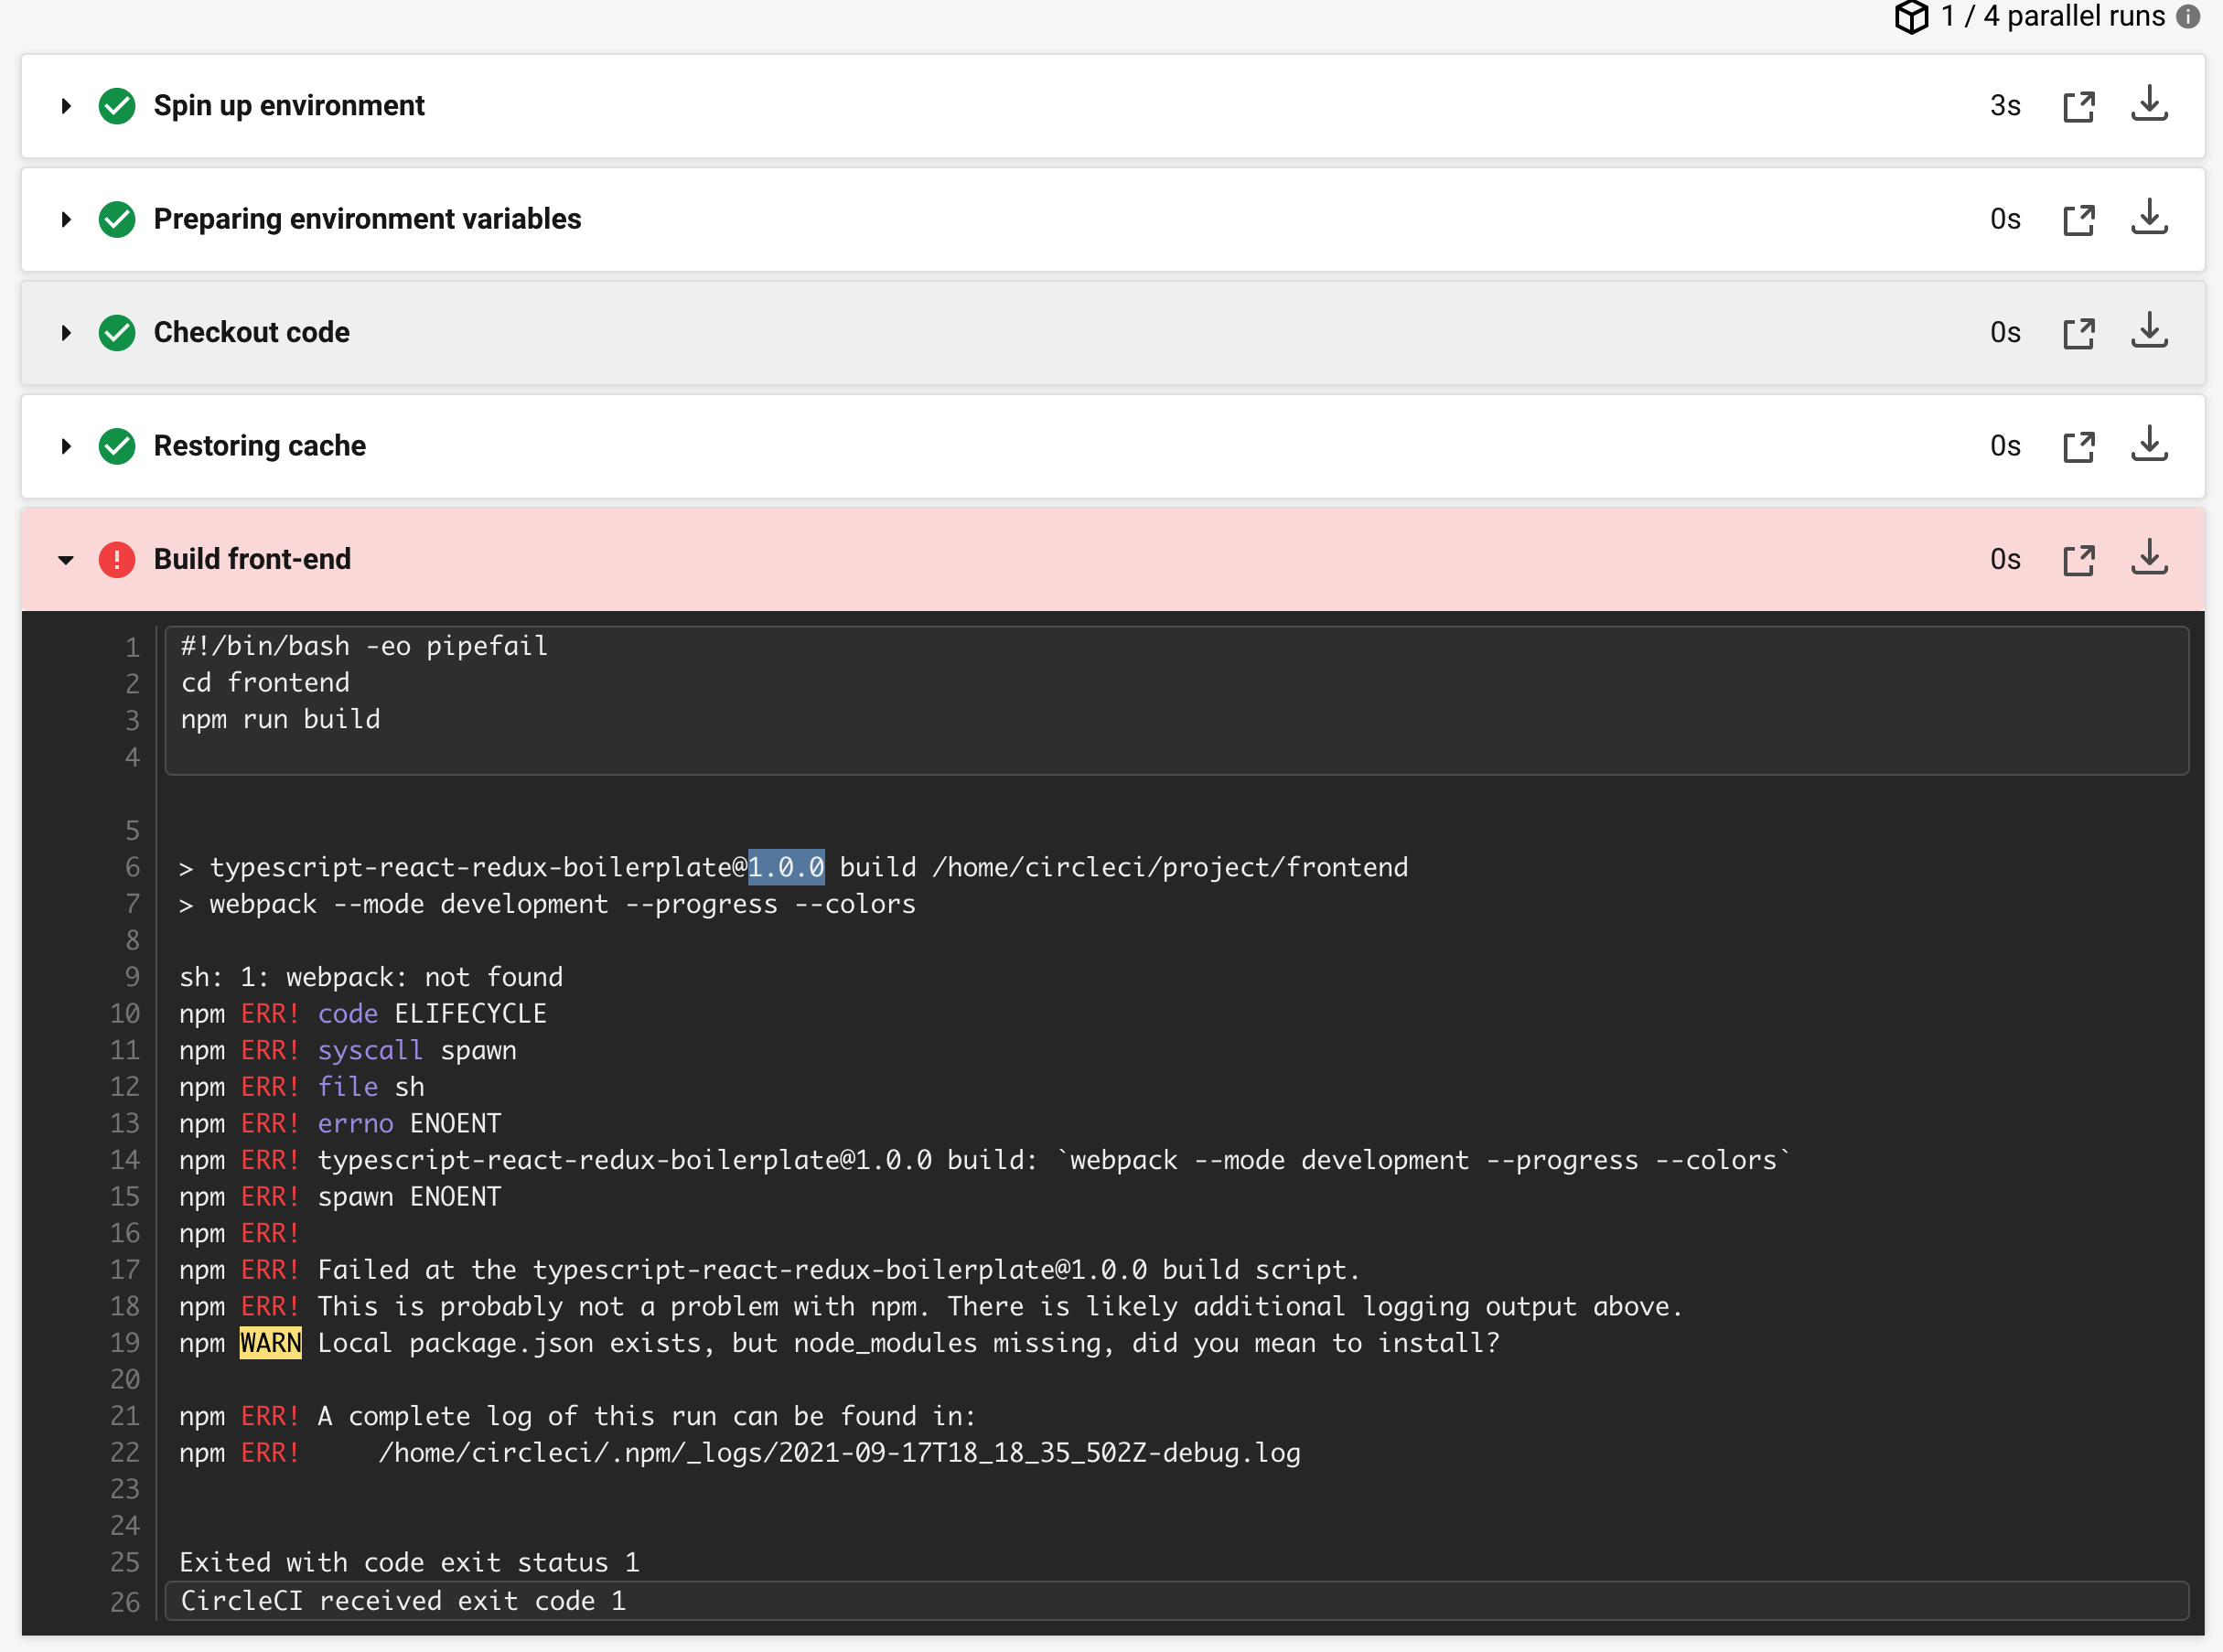 1 / 4 parallel runs
Spin up environment 3s
Preparing environment variables 0s
Checkout code 0s
Restoring cache 0s
Build front-end 0s
1 #!/bin/bash -eo pipefail
2 cd frontend
3 npm run build
4
5
6 > typescript-react-redux-boilerplate@1.0.0 build /home/circleci/project/frontend
7 > webpack --mode development --progress --colors
8
9 sh: 1: webpack: not found
10 npm ERR! code ELIFECYCLE
11 npm ERR! syscall spawn
12 npm ERR! file sh
13 npm ERR! errno ENOENT
14 npm ERR! typescript-react-redux-boilerplate@1.0.0 build: `webpack --mode development --progress --colors`
15 npm ERR! spawn ENOENT
16 npm ERR!
17 npm ERR! Failed at the typescript-react-redux-boilerplate@1.0.0 build script.
18 npm ERR! This is probably not a problem with npm. There is likely additional logging output above.
19 npm WARN Local package.json exists, but node_modules missing, did you mean to install?
20
21 npm ERR! A complete log of this run can be found in:
22 npm ERR!     /home/circleci/.npm/_logs/2021-09-17T18_18_35_502Z-debug.log
23
24
25 Exited with code exit status 1
26 CircleCI received exit code 1